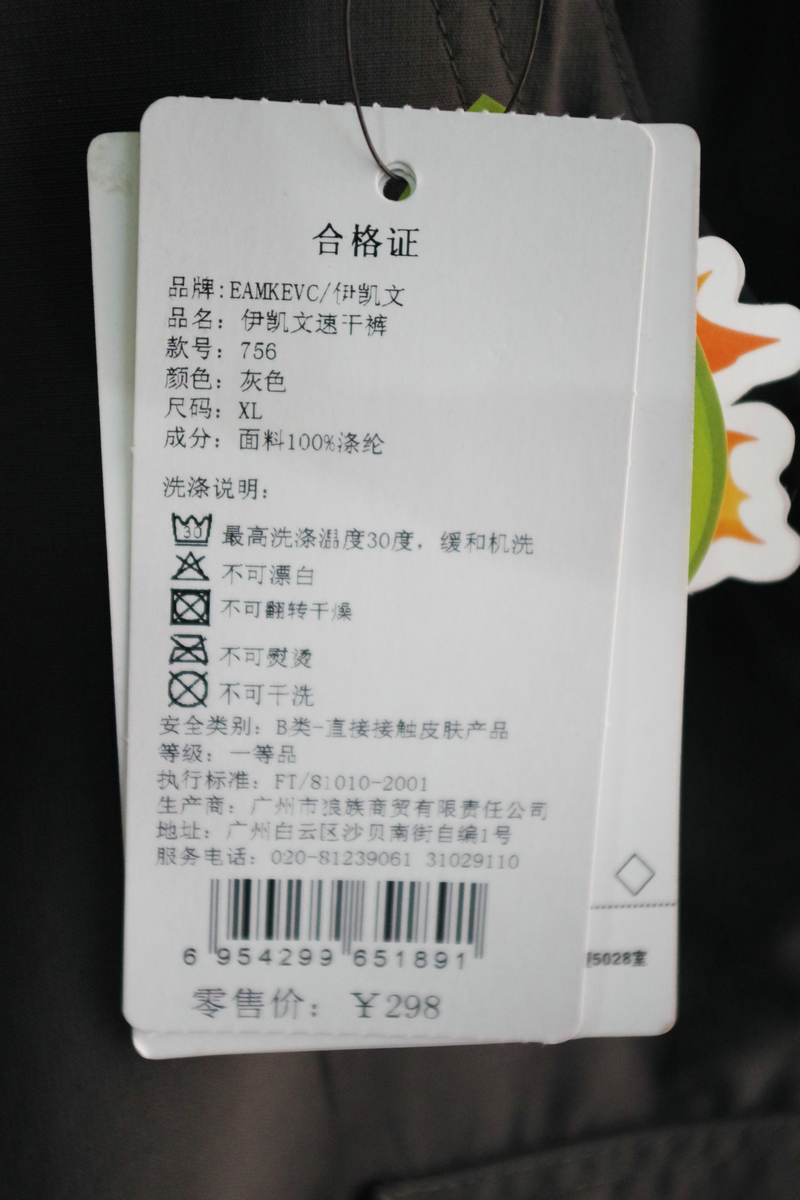 合格证
品牌:EAMKEVC/伊凯文
品名：伊凯文速干裤
款号：756
颜色：灰色
尺码：XL
成分：面料100%涤纶
洗涤说明：
30 最高洗涤温度30度，缓和机洗
不可漂白
不可翻转干燥
不可熨烫
不可干洗
安全类别：B类-直接接触皮肤产品
等级：一等品
执行标准：FT/81010-2001
生产商：广州市狼族商贸有限责任公司
地址：广州白云区沙贝南街自编1号
服务电话：020-81239061 31029110
6 954299 651891
零售价：￥298
5028室